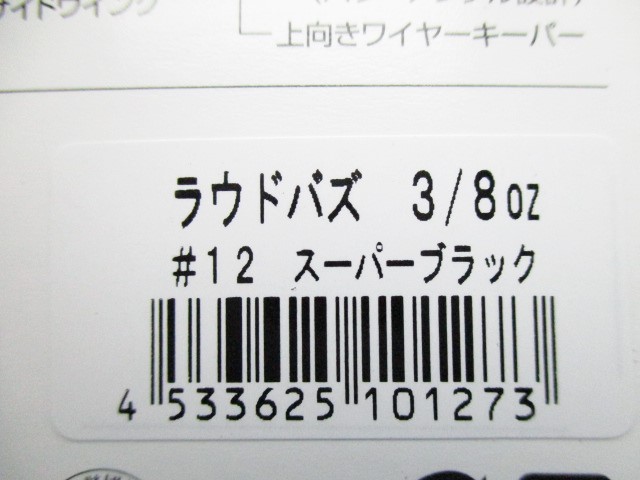 上向きワイヤーキーパー
ラウドバズ 3/8oz
#12 スーパーブラック
4 533625 101273